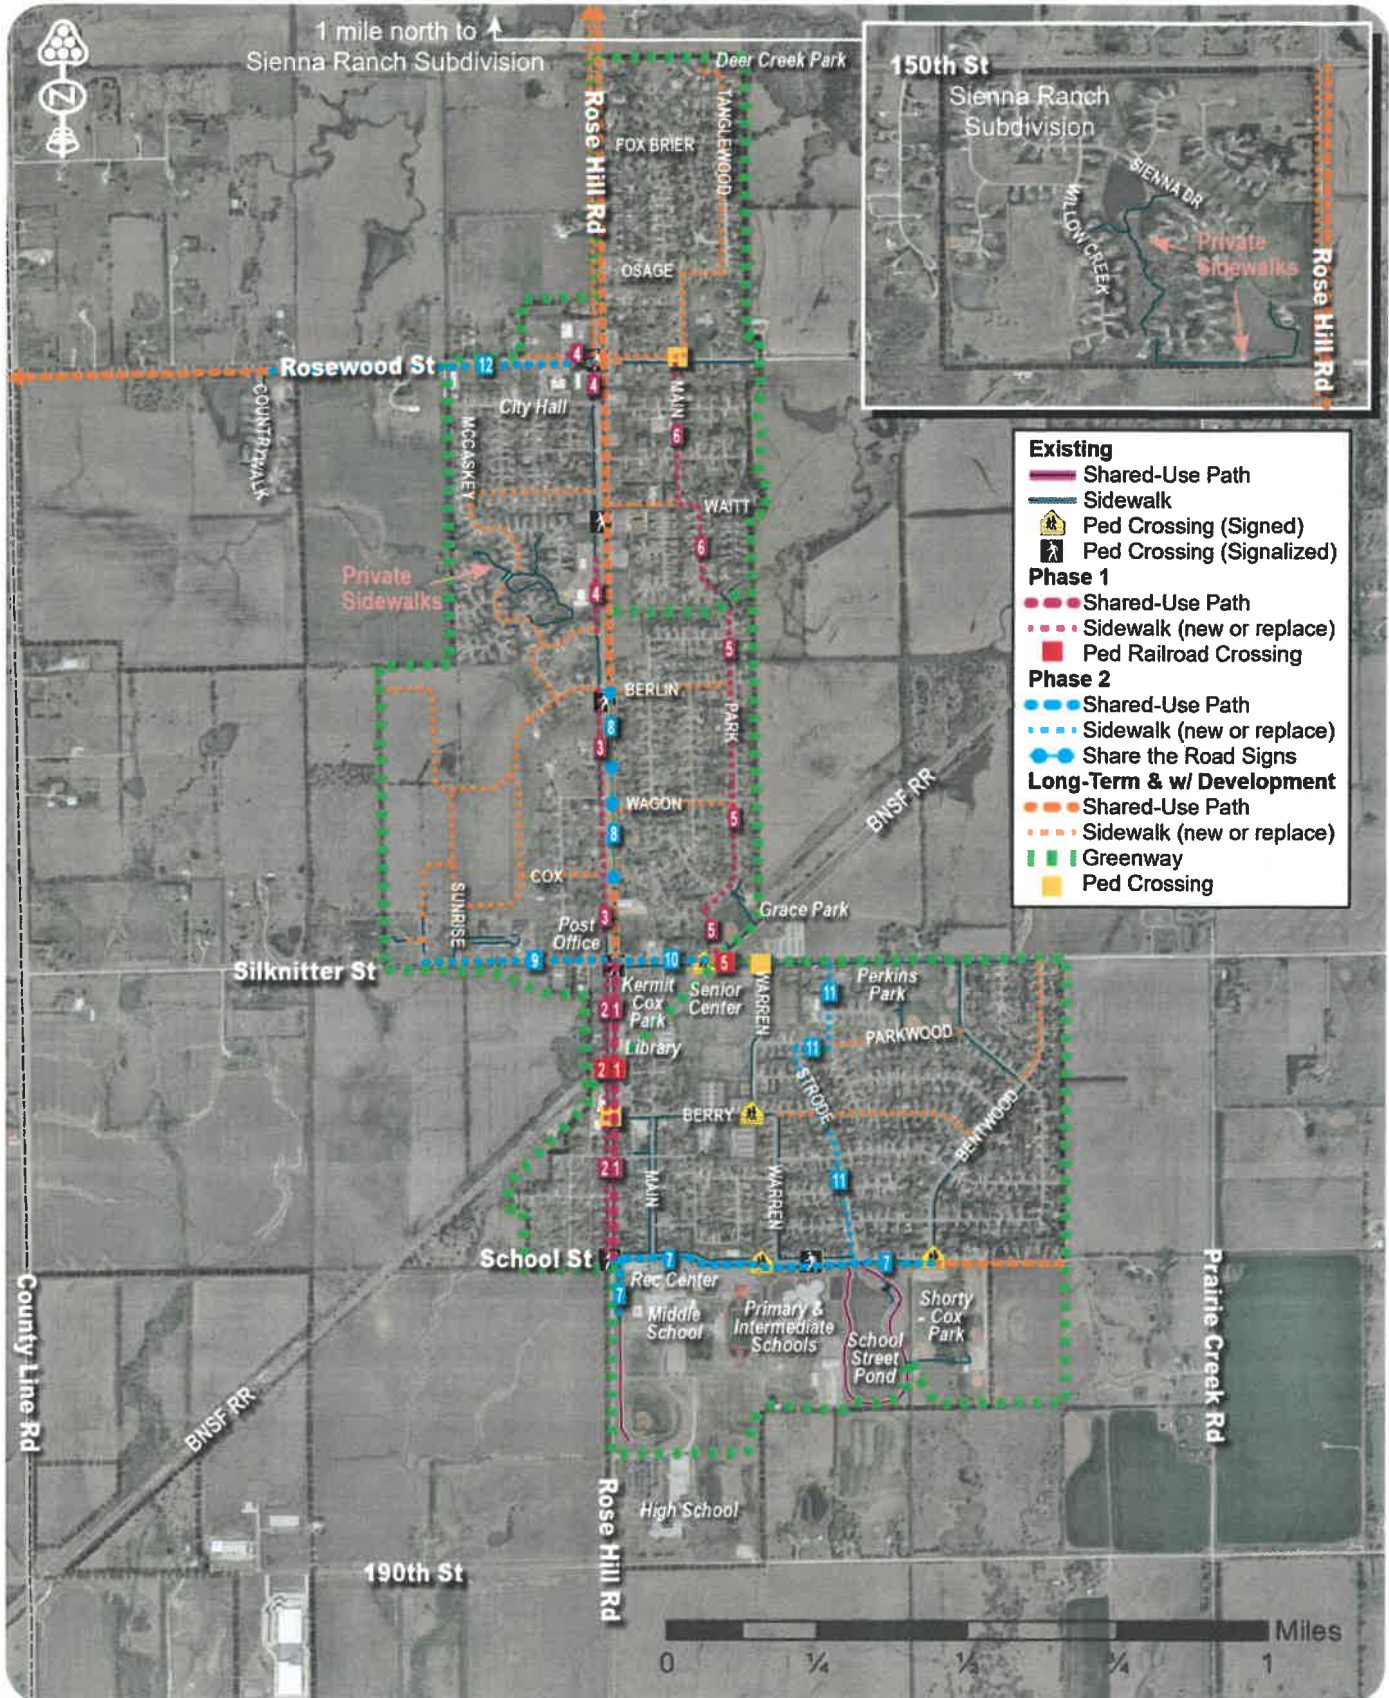 1 mile north to
Sienna Ranch Subdivision
N
Deer Creek Park
Rose Hill Rd
TANGLEWOOD
FOX BRIER
OSAGE
150th St
Sienna Ranch
Subdivision
SIENNA DR
WILLOW CREEK
Private
Sidewalks
Rose Hill Rd
Rosewood St
12
4
4
City Hall
COUNTRYWALK
MCCASKEY
MAIN
6
WAITT
6
Private
Sidewalks
4
5
BERLIN
8
3
PARK
WAGON
8
5
BNSF RR
COX
SUNRISE
3
Post
Office
5
Grace Park
Silknitter St
9
10
5
Kermit
Cox
Park
Senior
Center
WARREN
11
Perkins
Park
2 1
Library
11
PARKWOOD
2 1
STRODE
BERRY
BENTWOOD
2 1
MAIN
WARREN
11
School St
7
7
Rec Center
7
Middle
School
Primary &
Intermediate
Schools
School
Street
Pond
Shorty
Cox
Park
County Line Rd
Prairie Creek Rd
BNSF RR
Rose Hill Rd
High School
190th St
Existing
Shared-Use Path
Sidewalk
Ped Crossing (Signed)
Ped Crossing (Signalized)
Phase 1
Shared-Use Path
Sidewalk (new or replace)
Ped Railroad Crossing
Phase 2
Shared-Use Path
Sidewalk (new or replace)
Share the Road Signs
Long-Term & w/ Development
Shared-Use Path
Sidewalk (new or replace)
Greenway
Ped Crossing
Miles
0 1/4 1/2 3/4 1